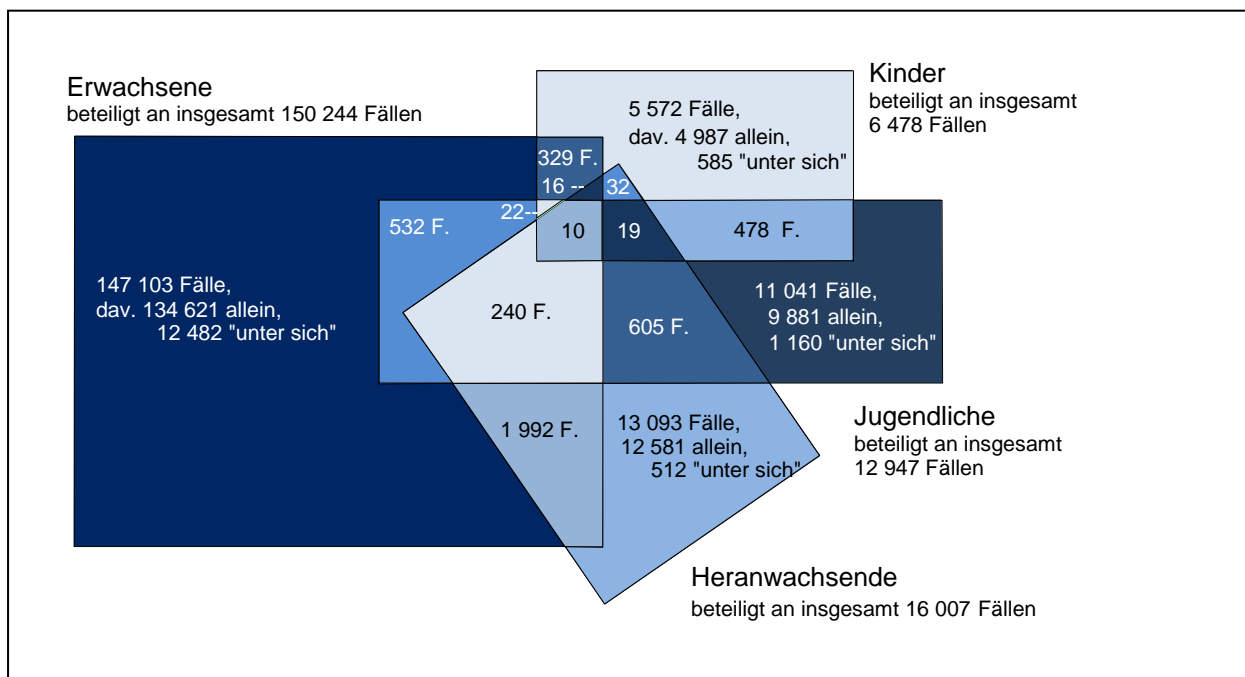 Erwachsene
beteiligt an insgesamt 150 244 Fällen
Kinder
beteiligt an insgesamt
6 478 Fällen
5 572 Fälle,
dav. 4 987 allein,
585 "unter sich"
329 F.
16 --
32
22--
532 F.
10
19
478 F.
147 103 Fälle,
dav. 134 621 allein,
12 482 "unter sich"
240 F.
605 F.
11 041 Fälle,
9 881 allein,
1 160 "unter sich"
1 992 F.
13 093 Fälle,
12 581 allein,
512 "unter sich"
Jugendliche
beteiligt an insgesamt
12 947 Fällen
Heranwachsende
beteiligt an insgesamt 16 007 Fällen